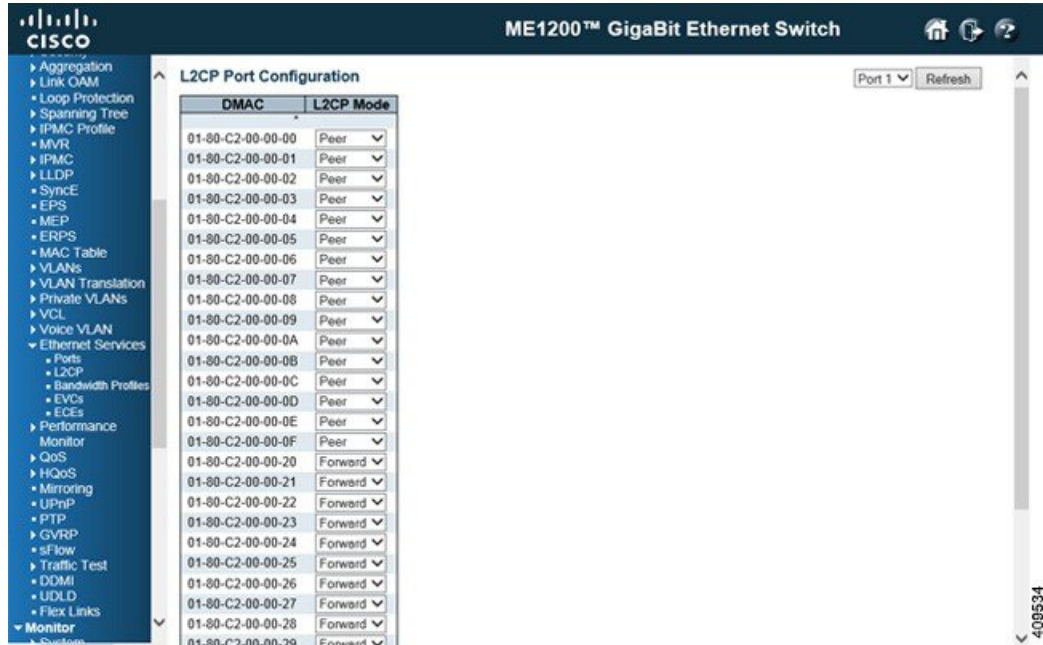 CISCO
ME1200™ GigaBit Ethernet Switch
Aggregation
Link OAM
Loop Protection
Spanning Tree
IPMC Profile
MVR
IPMC
LLDP
SyncE
EPS
MEP
ERPS
MAC Table
VLANs
VLAN Translation
Private VLANs
VCL
Voice VLAN
Ethernet Services
Ports
L2CP
Bandwidth Profiles
EVCs
ECEs
Performance
Monitor
QoS
HQoS
Mirroring
UPnP
PTP
GVRP
sFlow
Traffic Test
DDMI
UDLD
Flex Links
Monitor
System
L2CP Port Configuration
Port 1 Refresh
DMAC L2CP Mode
*
01-80-C2-00-00-00 Peer
01-80-C2-00-00-01 Peer
01-80-C2-00-00-02 Peer
01-80-C2-00-00-03 Peer
01-80-C2-00-00-04 Peer
01-80-C2-00-00-05 Peer
01-80-C2-00-00-06 Peer
01-80-C2-00-00-07 Peer
01-80-C2-00-00-08 Peer
01-80-C2-00-00-09 Peer
01-80-C2-00-00-0A Peer
01-80-C2-00-00-0B Peer
01-80-C2-00-00-0C Peer
01-80-C2-00-00-0D Peer
01-80-C2-00-00-0E Peer
01-80-C2-00-00-0F Peer
01-80-C2-00-00-20 Forward
01-80-C2-00-00-21 Forward
01-80-C2-00-00-22 Forward
01-80-C2-00-00-23 Forward
01-80-C2-00-00-24 Forward
01-80-C2-00-00-25 Forward
01-80-C2-00-00-26 Forward
01-80-C2-00-00-27 Forward
01-80-C2-00-00-28 Forward
01-80-C2-00-00-29 Forward
409534